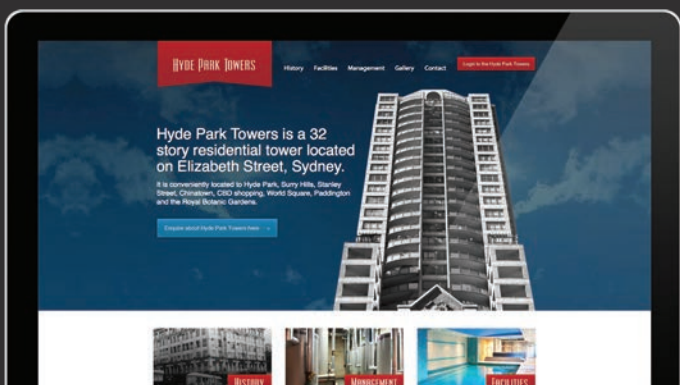 HYDE PARK TOWERS
History Facilities Management Gallery Contact
Login to the Hyde Park Towers
Hyde Park Towers is a 32
story residential tower located
on Elizabeth Street, Sydney.
It is conveniently located to Hyde Park, Surry Hills, Stanley
Street, Chinatown, CBD shopping, World Square, Paddington
and the Royal Botanic Gardens.
Enquire about Hyde Park Towers here
HISTORY MANAGEMENT FACILITIES